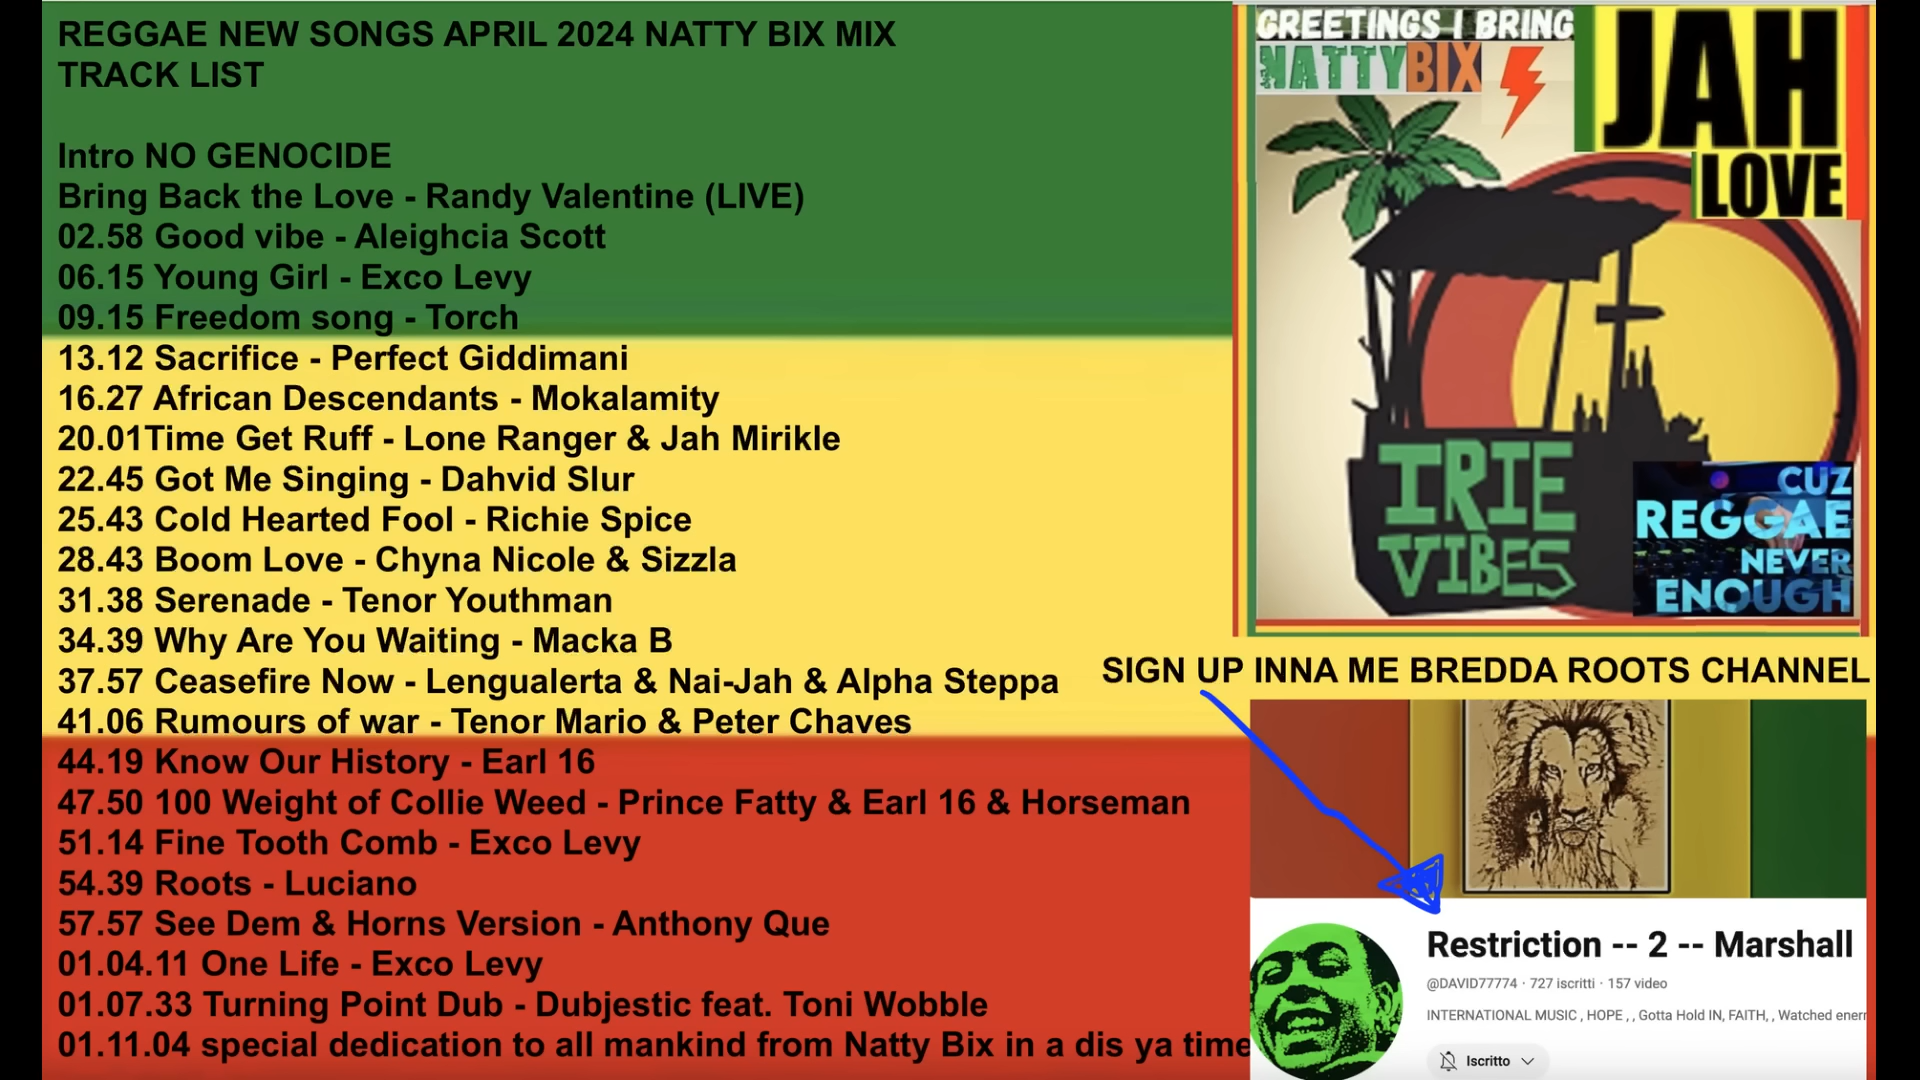 REGGAE NEW SONGS APRIL 2024 NATTY BIX MIX
TRACK LIST
Intro NO GENOCIDE
Bring Back the Love - Randy Valentine (LIVE)
02.58 Good vibe - Aleighcia Scott
06.15 Young Girl - Exco Levy
09.15 Freedom song - Torch
13.12 Sacrifice - Perfect Giddimani
16.27 African Descendants - Mokalamity
20.01Time Get Ruff - Lone Ranger & Jah Mirikle
22.45 Got Me Singing - Dahvid Slur
25.43 Cold Hearted Fool - Richie Spice
28.43 Boom Love - Chyna Nicole & Sizzla
31.38 Serenade - Tenor Youthman
34.39 Why Are You Waiting - Macka B
37.57 Ceasefire Now - Lengualerta & Nai-Jah & Alpha Steppa
41.06 Rumours of war - Tenor Mario & Peter Chaves
44.19 Know Our History - Earl 16
47.50 100 Weight of Collie Weed - Prince Fatty & Earl 16 & Horseman
51.14 Fine Tooth Comb - Exco Levy
54.39 Roots - Luciano
57.57 See Dem & Horns Version - Anthony Que
01.04.11 One Life - Exco Levy
01.07.33 Turning Point Dub - Dubjestic feat. Toni Wobble
01.11.04 special dedication to all mankind from Natty Bix in a dis ya time
GREETINGS I BRING
NATTYBIX
JAH
LOVE
IRIE
VIBES
CUZ
REGGAE
NEVER
ENOUGH
SIGN UP INNA ME BREDDA ROOTS CHANNEL
Restriction -- 2 -- Marshall
@DAVID77774 · 727 iscritti · 157 video
INTERNATIONAL MUSIC , HOPE , , Gotta Hold IN, FAITH, , Watched ener
Iscritto